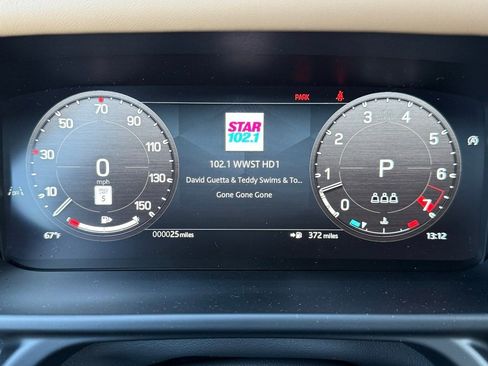 PARK
STAR
102.1
102.1 WWST HD1
David Guetta & Teddy Swims & To...
Gone Gone Gone
10
30
50
70
90
110
130
150
0
mph
5
0
1
2
3
4
5
6
7
P
67°F
000025 miles
372 miles
13:12